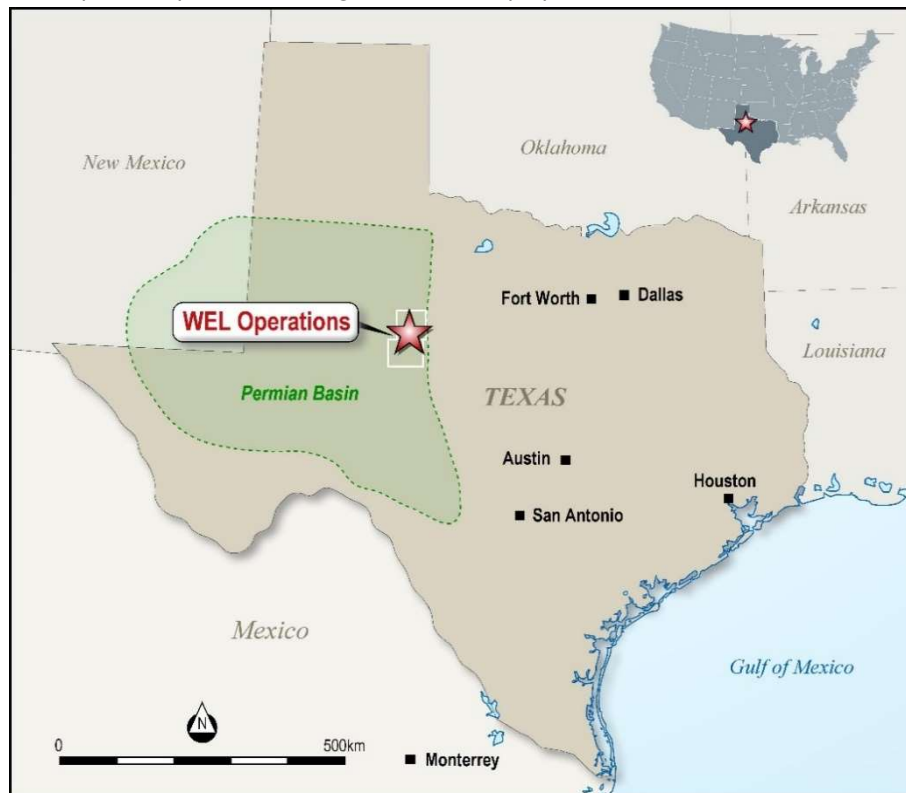 Oklahoma
New Mexico
Arkansas
Fort Worth
Dallas
WEL Operations
Louisiana
Permian Basin
TEXAS
Austin
Houston
San Antonio
Mexico
Gulf of Mexico
N
0
500km
Monterrey